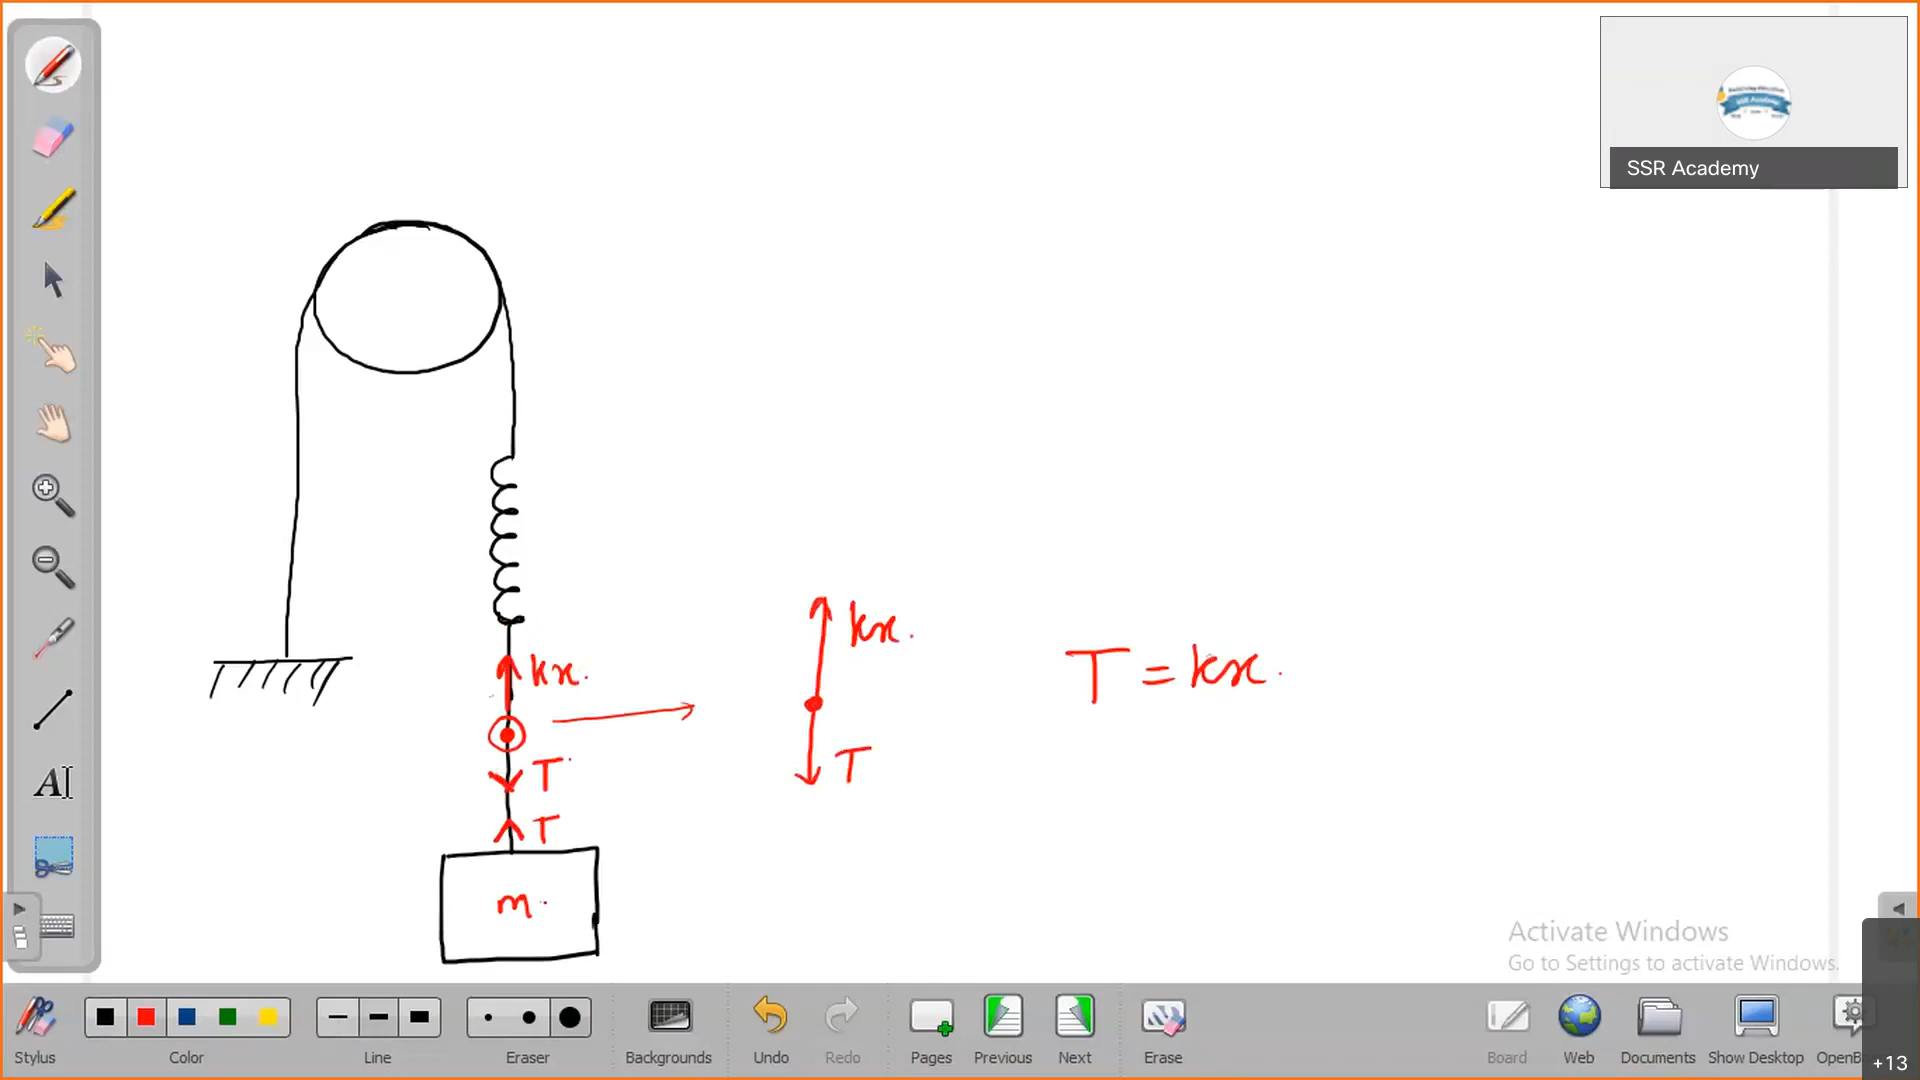 SSR Academy
kx.
kx.
T = kx.
T
T
T
m.
Activate Windows
Go to Settings to activate Windows.
Stylus
Color
Line
Eraser
Backgrounds
Undo
Redo
Pages
Previous
Next
Erase
Board
Web
Documents
Show Desktop
OpenB
+13